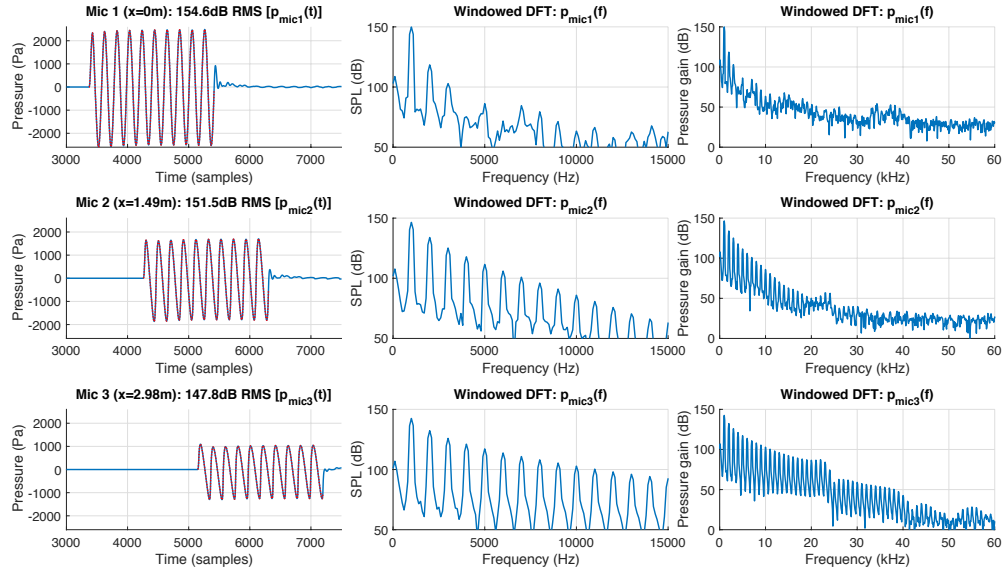 Mic 1 (x=0m): 154.6dB RMS [p_mic1(t)]
Pressure (Pa)
2000
1000
0
-1000
-2000
3000 4000 5000 6000 7000
Time (samples)
Windowed DFT: p_mic1(f)
SPL (dB)
150
100
50
0 5000 10000 15000
Frequency (Hz)
Windowed DFT: p_mic1(f)
Pressure gain (dB)
150
100
50
0
0 10 20 30 40 50 60
Frequency (kHz)
Mic 2 (x=1.49m): 151.5dB RMS [p_mic2(t)]
Pressure (Pa)
2000
1000
0
-1000
-2000
3000 4000 5000 6000 7000
Time (samples)
Windowed DFT: p_mic2(f)
SPL (dB)
150
100
50
0 5000 10000 15000
Frequency (Hz)
Windowed DFT: p_mic2(f)
Pressure gain (dB)
150
100
50
0
0 10 20 30 40 50 60
Frequency (kHz)
Mic 3 (x=2.98m): 147.8dB RMS [p_mic3(t)]
Pressure (Pa)
2000
1000
0
-1000
-2000
3000 4000 5000 6000 7000
Time (samples)
Windowed DFT: p_mic3(f)
SPL (dB)
150
100
50
0 5000 10000 15000
Frequency (Hz)
Windowed DFT: p_mic3(f)
Pressure gain (dB)
150
100
50
0
0 10 20 30 40 50 60
Frequency (kHz)